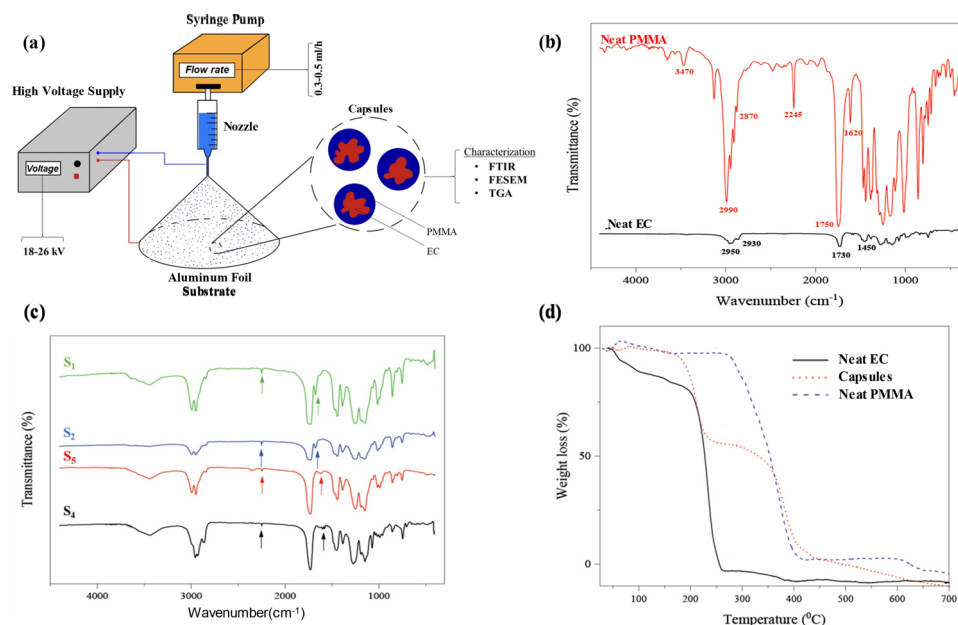 (a)
Syringe Pump
Flow rate
0.3-0.5 ml/h
High Voltage Supply
Voltage
18-26 kV
Nozzle
Capsules
Characterization
• FTIR
• FESEM
• TGA
PMMA
EC
Aluminum Foil
Substrate
(b)
Neat PMMA
3470
2990
2870
2245
1750
1620
Neat EC
2950
2930
1730
1450
Transmittance (%)
4000
3000
2000
1000
Wavenumber (cm⁻¹)
(c)
S₁
S₂
S₅
S₄
Transmittance (%)
4000
3000
2000
1000
Wavenumber(cm⁻¹)
(d)
Neat EC
Capsules
Neat PMMA
Weight loss (%)
100
50
0
100
200
300
400
500
600
700
Temperature (⁰C)